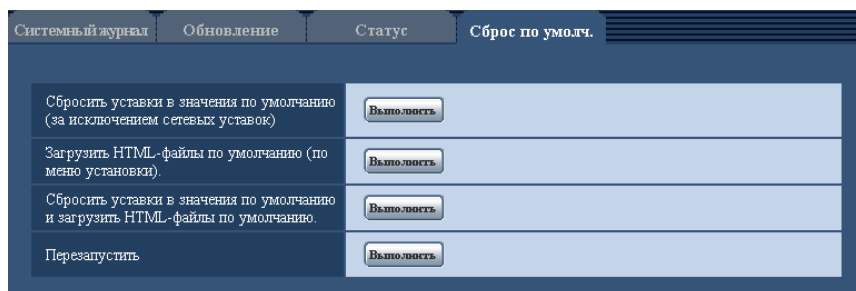 Системный журнал
Обновление
Статус
Сброс по умолч.
Сбросить уставки в значения по умолчанию
(за исключением сетевых уставок)
Выполнить
Загрузить HTML-файлы по умолчанию (по
меню установки).
Выполнить
Сбросить уставки в значения по умолчанию
и загрузить HTML-файлы по умолчанию.
Выполнить
Перезапустить
Выполнить